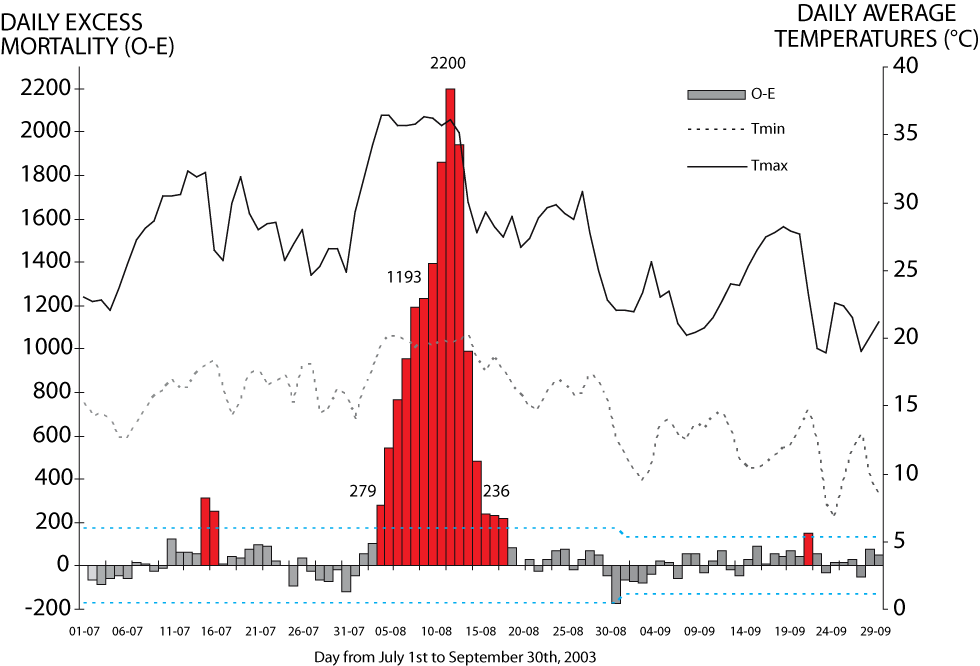 DAILY EXCESS
MORTALITY (O-E)
DAILY AVERAGE
TEMPERATURES (°C)
2200
2200
2000
1800
1600
1400
1200
1000
800
600
400
200
0
-200
40
35
30
25
20
15
10
5
0
O-E
Tmin
Tmax
1193
279
236
01-07 06-07 11-07 16-07 21-07 26-07 31-07 05-08 10-08 15-08 20-08 25-08 30-08 04-09 09-09 14-09 19-09 24-09 29-09
Day from July 1st to September 30th, 2003